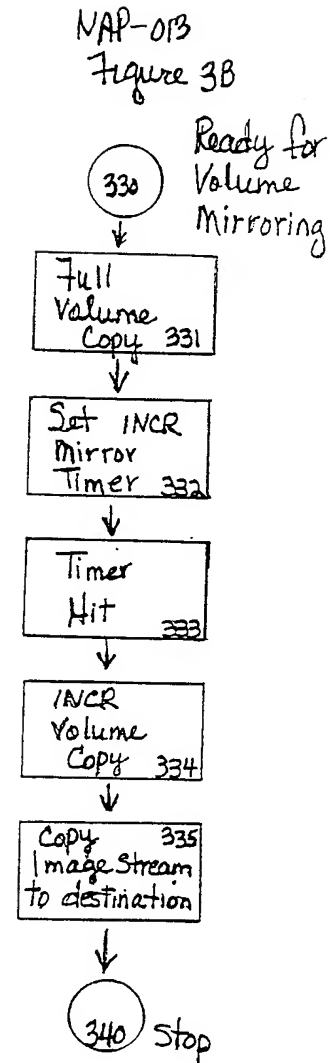 NAP-013
Figure 3B
Ready for
Volume
Mirroring
330
Full
Volume
Copy 331
Set INCR
Mirror
Timer 332
Timer
Hit 333
INCR
Volume
Copy 334
Copy 335
Image Stream
to destination
340 Stop